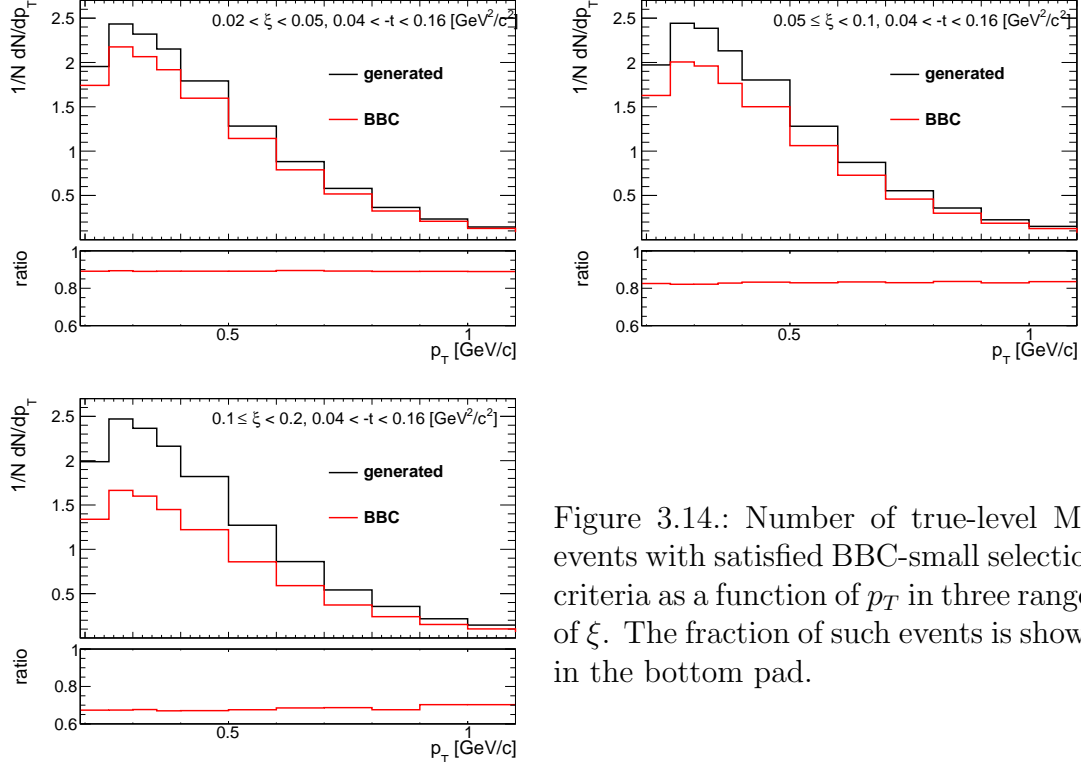 0.02 < ξ < 0.05, 0.04 < -t < 0.16 [GeV²/c²]
1/N dN/dp_T
2.5
2
1.5
1
0.5
generated
BBC
ratio
1
0.8
0.6
0.5
1
p_T [GeV/c]
0.05 ≤ ξ < 0.1, 0.04 < -t < 0.16 [GeV²/c²]
1/N dN/dp_T
2.5
2
1.5
1
0.5
generated
BBC
ratio
1
0.8
0.6
0.5
1
p_T [GeV/c]
0.1 ≤ ξ < 0.2, 0.04 < -t < 0.16 [GeV²/c²]
1/N dN/dp_T
2.5
2
1.5
1
0.5
generated
BBC
ratio
1
0.8
0.6
0.5
1
p_T [GeV/c]
Figure 3.14.: Number of true-level M
events with satisfied BBC-small selectio
criteria as a function of p_T in three range
of ξ. The fraction of such events is show
in the bottom pad.